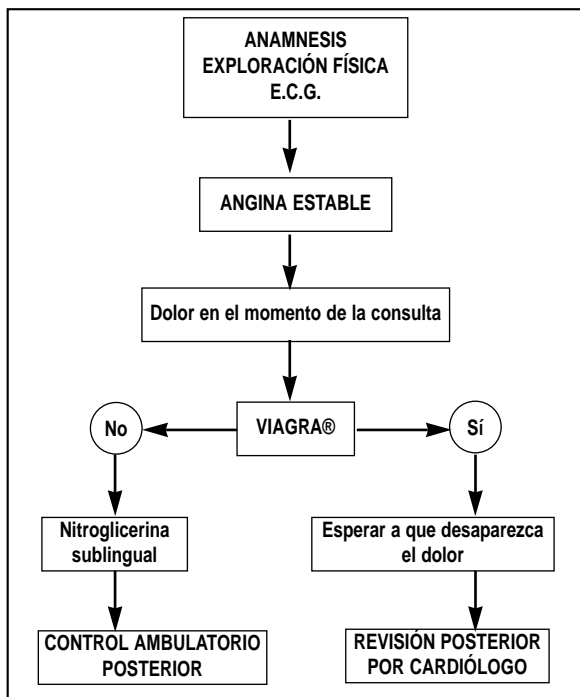 ANAMNESIS
EXPLORACIÓN FÍSICA
E.C.G.
ANGINA ESTABLE
Dolor en el momento de la consulta
No
VIAGRA®
Sí
Nitroglicerina
sublingual
Esperar a que desaparezca
el dolor
CONTROL AMBULATORIO
POSTERIOR
REVISIÓN POSTERIOR
POR CARDIÓLOGO